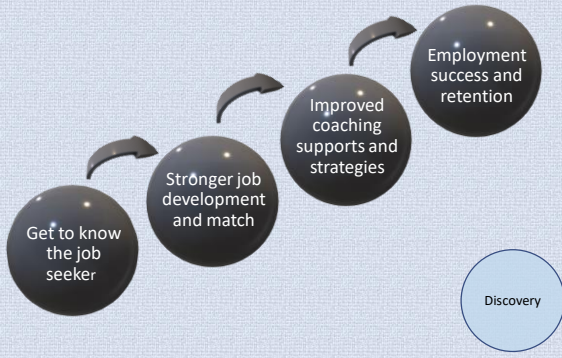 Get to know
the job
seeker
Stronger job
development
and match
Improved
coaching
supports and
strategies
Employment
success and
retention
Discovery